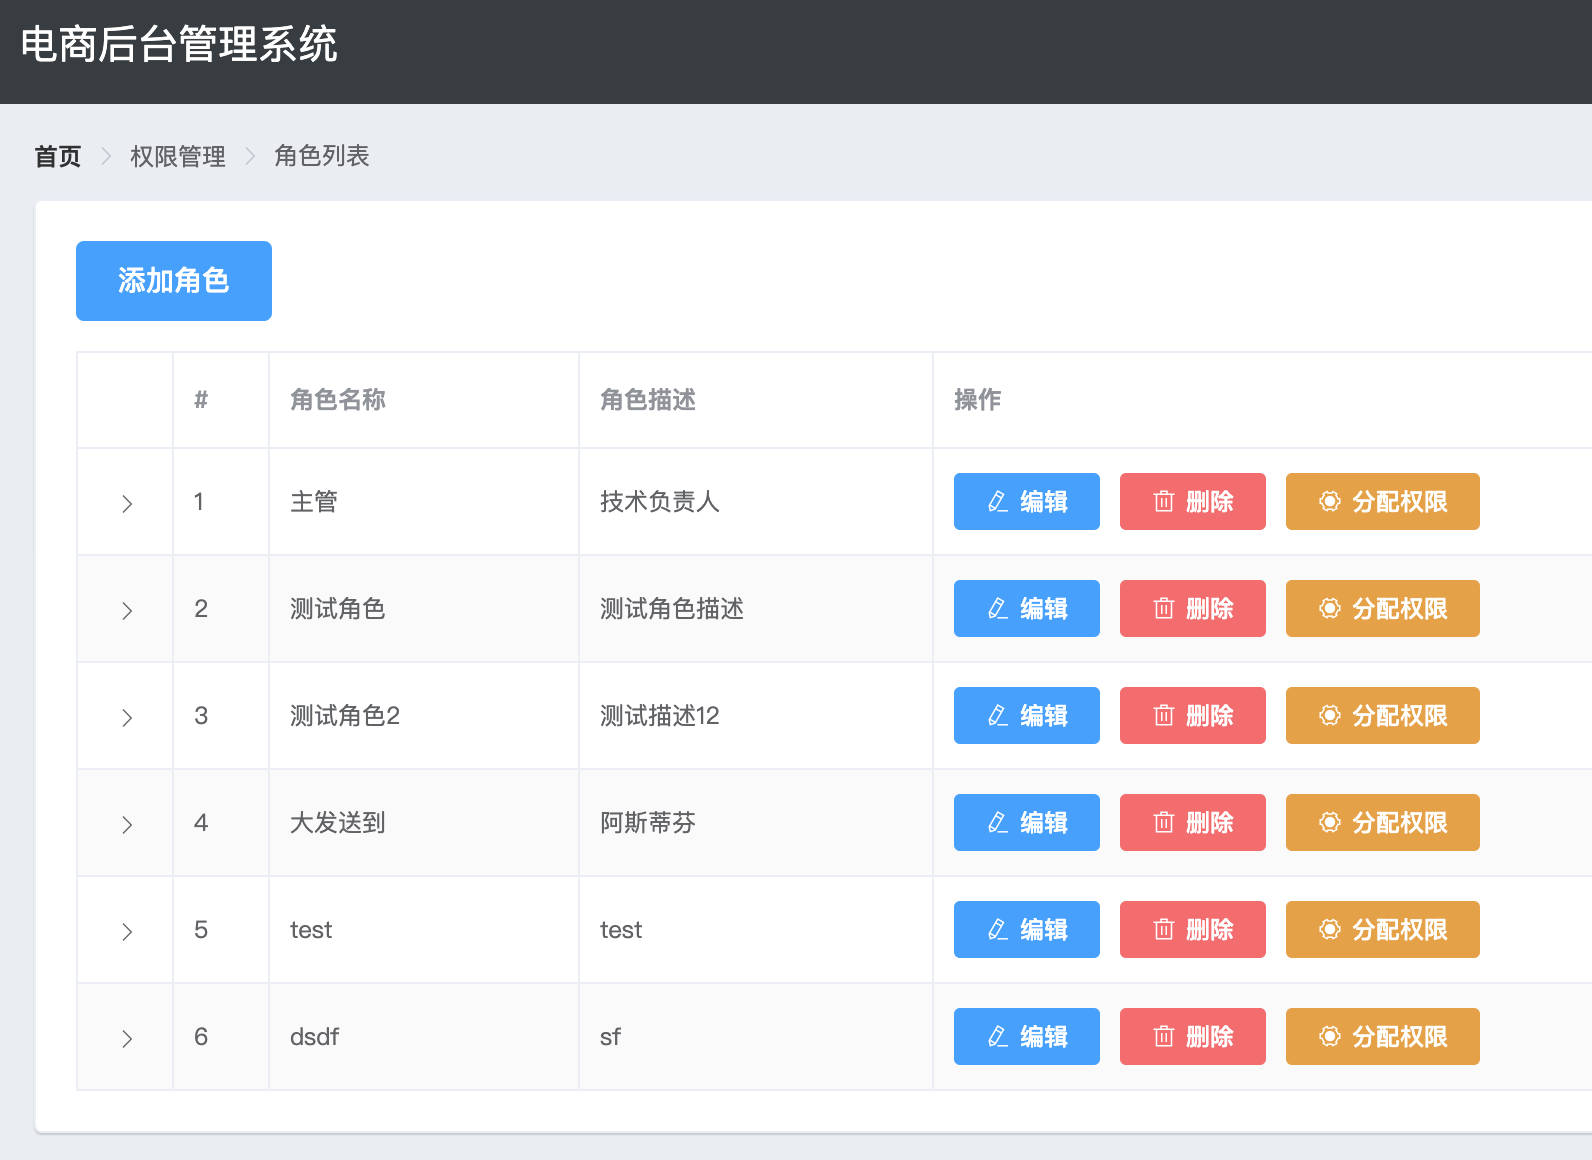 电商后台管理系统
首页 权限管理 角色列表
添加角色
# 角色名称 角色描述 操作
1 主管 技术负责人 编辑 删除 分配权限
2 测试角色 测试角色描述 编辑 删除 分配权限
3 测试角色2 测试描述12 编辑 删除 分配权限
4 大发送到 阿斯蒂芬 编辑 删除 分配权限
5 test test 编辑 删除 分配权限
6 dsdf sf 编辑 删除 分配权限